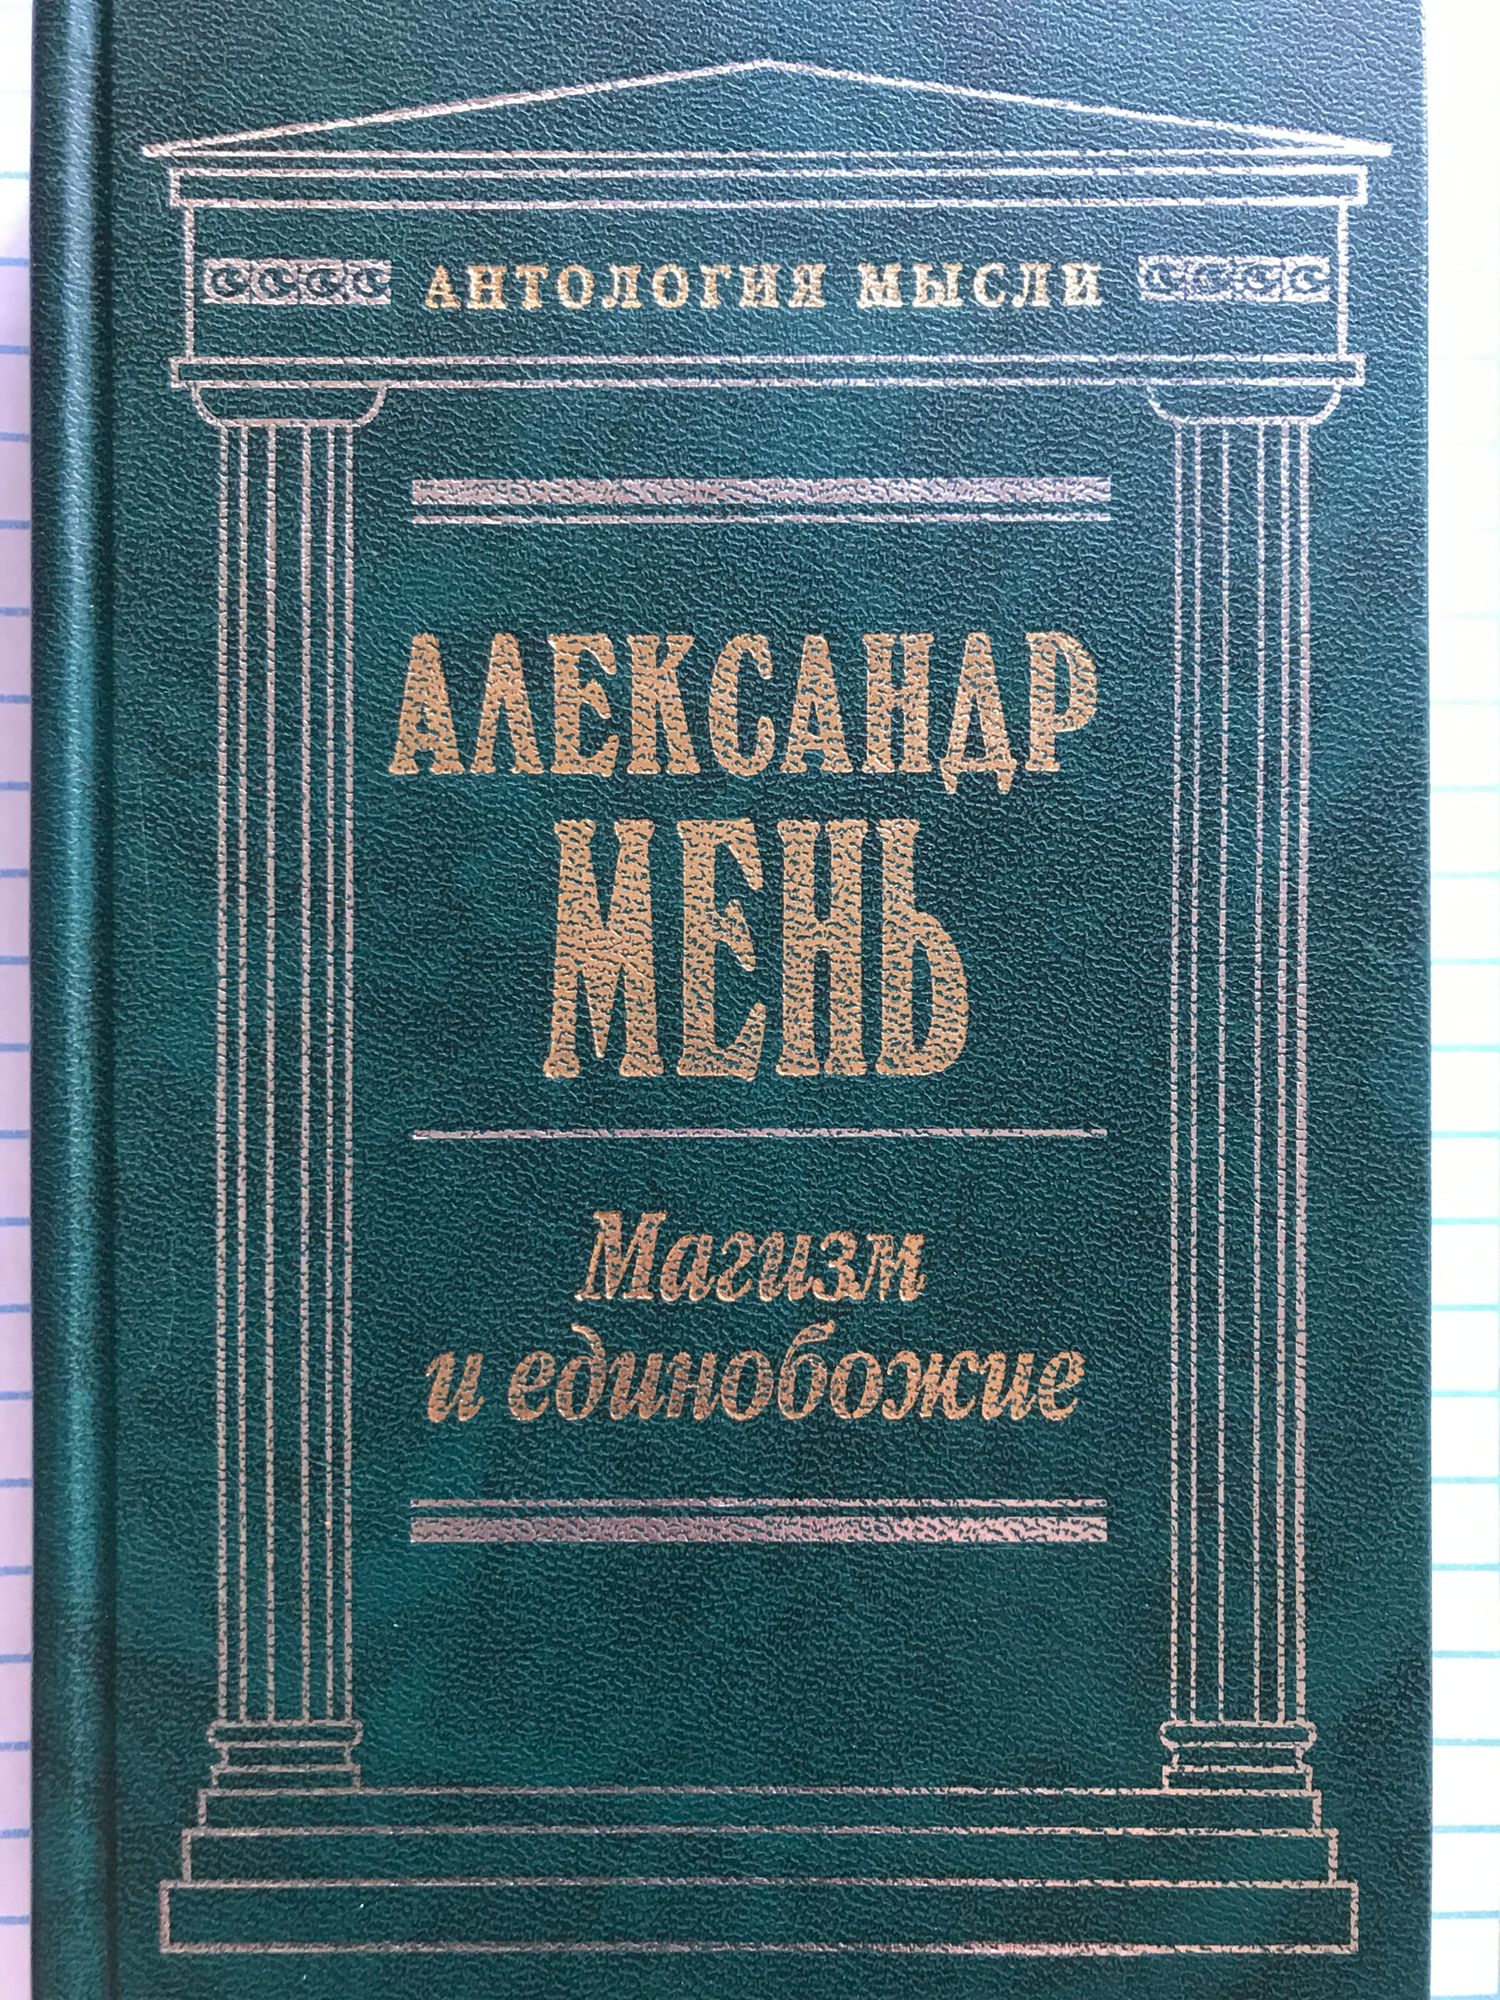 АНТОЛОГИЯ МЫСЛИ
АЛЕКСАНДР
МЕНЬ
Магизм
и единобожие